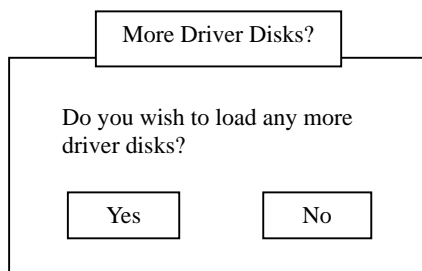 More Driver Disks?
Do you wish to load any more
driver disks?
Yes
No